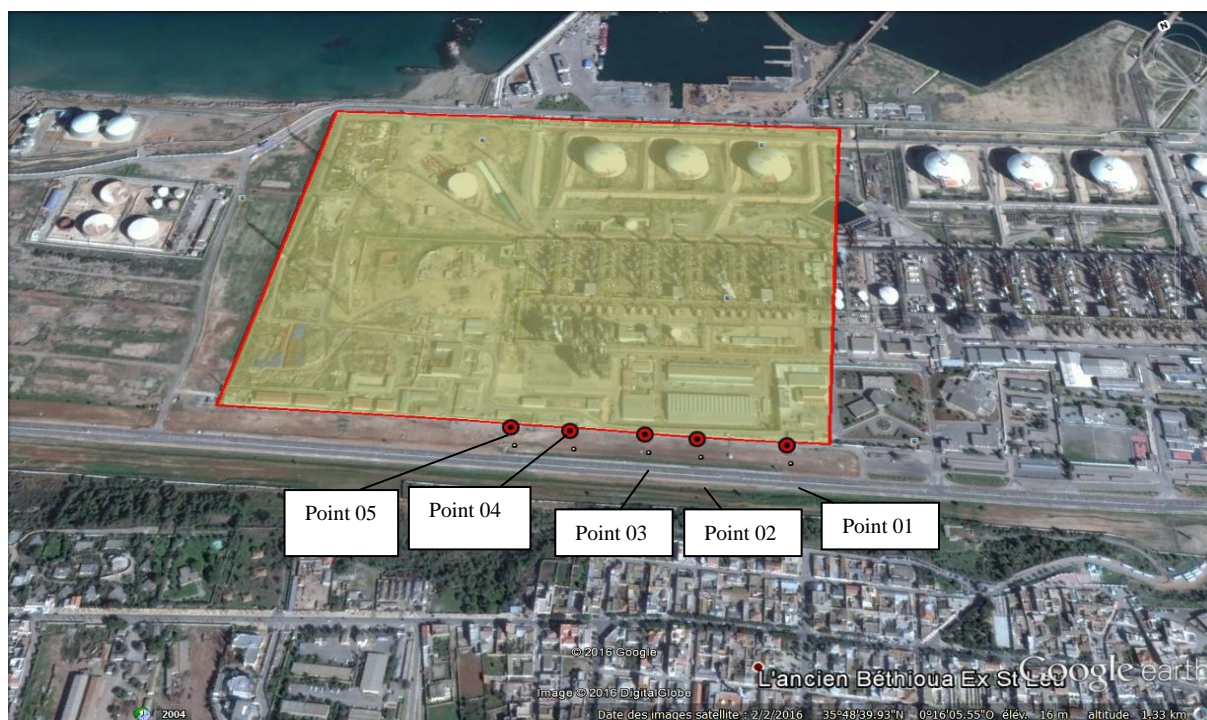 N
Point 05
Point 04
Point 03
Point 02
Point 01
© 2016 Google
Image © 2016 DigitalGlobe
L'ancien Béthioua Ex St Leu
Google earth
2004
Date des images satellite : 2/2/2016 35°48'39.93"N 0°16'05.55"O élév. 16 m altitude 1.33 km